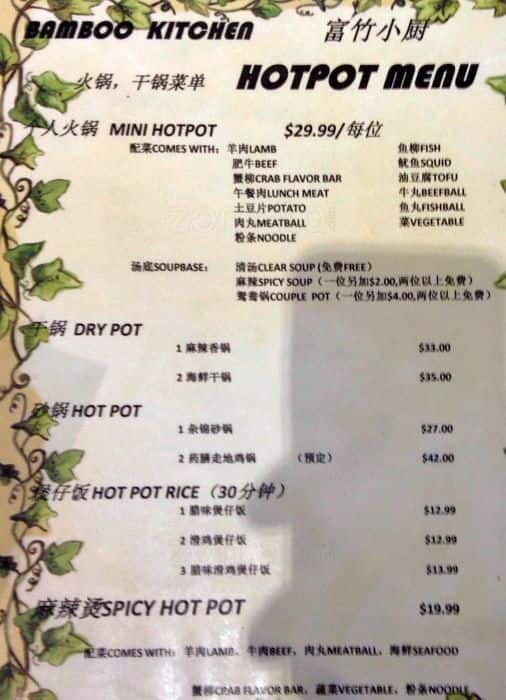 BAMBOO KITCHEN 富竹小厨
火锅，干锅菜单 HOTPOT MENU
人火锅 MINI HOTPOT $29.99/每位
配菜COMES WITH: 羊肉LAMB 鱼柳FISH
肥牛BEEF 鱿鱼SQUID
蟹柳CRAB FLAVOR BAR 油豆腐TOFU
午餐肉LUNCH MEAT 牛丸BEEFBALL
土豆片POTATO 鱼丸FISHBALL
肉丸MEATBALL 菜VEGETABLE
粉条NOODLE
汤底SOUPBASE: 清汤CLEAR SOUP (免费FREE)
麻辣SPICY SOUP（一位另加$2.00,两位以上免费）
鸳鸯锅COUPLE POT（一位另加$4.00,两位以上免费）
干锅 DRY POT
1 麻辣香锅 $33.00
2 海鲜干锅 $35.00
砂锅 HOT POT
1 杂锦砂锅 $27.00
2 药膳走地鸡锅 （预定） $42.00
煲仔饭 HOT POT RICE（30分钟）
1 腊味煲仔饭 $12.99
2 滑鸡煲仔饭 $12.99
3 腊味滑鸡煲仔饭 $13.99
麻辣烫SPICY HOT POT $19.99
配菜COMES WITH: 羊肉LAMB、牛肉BEEF、肉丸MEATBALL、海鲜SEAFOOD
蟹柳CRAB FLAVOR BAR、蔬菜VEGETABLE、粉条NOODLE